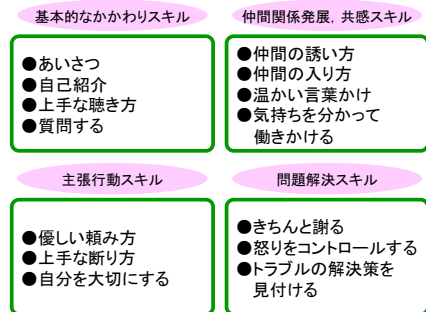 基本的なかかわりスキル
●あいさつ
●自己紹介
●上手な聴き方
●質問する
仲間関係発展，共感スキル
●仲間の誘い方
●仲間の入り方
●温かい言葉かけ
●気持ちを分かって
働きかける
主張行動スキル
●優しい頼み方
●上手な断り方
●自分を大切にする
問題解決スキル
●きちんと謝る
●怒りをコントロールする
●トラブルの解決策を
見付ける